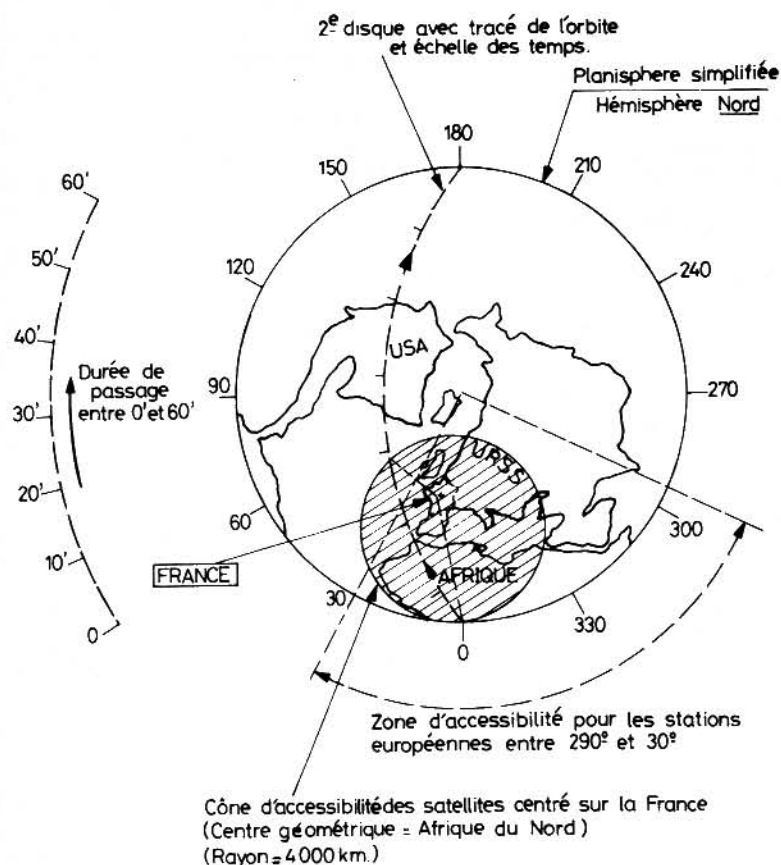 2e disque avec tracé de l'orbite
et échelle des temps.
Planisphere simplifiée
Hémisphère Nord
180
150
210
120
240
90
270
60
300
30
330
0
60'
50'
40'
30'
20'
10'
0
Durée de
passage
entre 0' et 60'
USA
URSS
AFRIQUE
FRANCE
Zone d'accessibilité pour les stations
européennes entre 290º et 30º
Cône d'accessibilité des satellites centré sur la France
(Centre géométrique = Afrique du Nord)
(Rayon = 4000 km.)